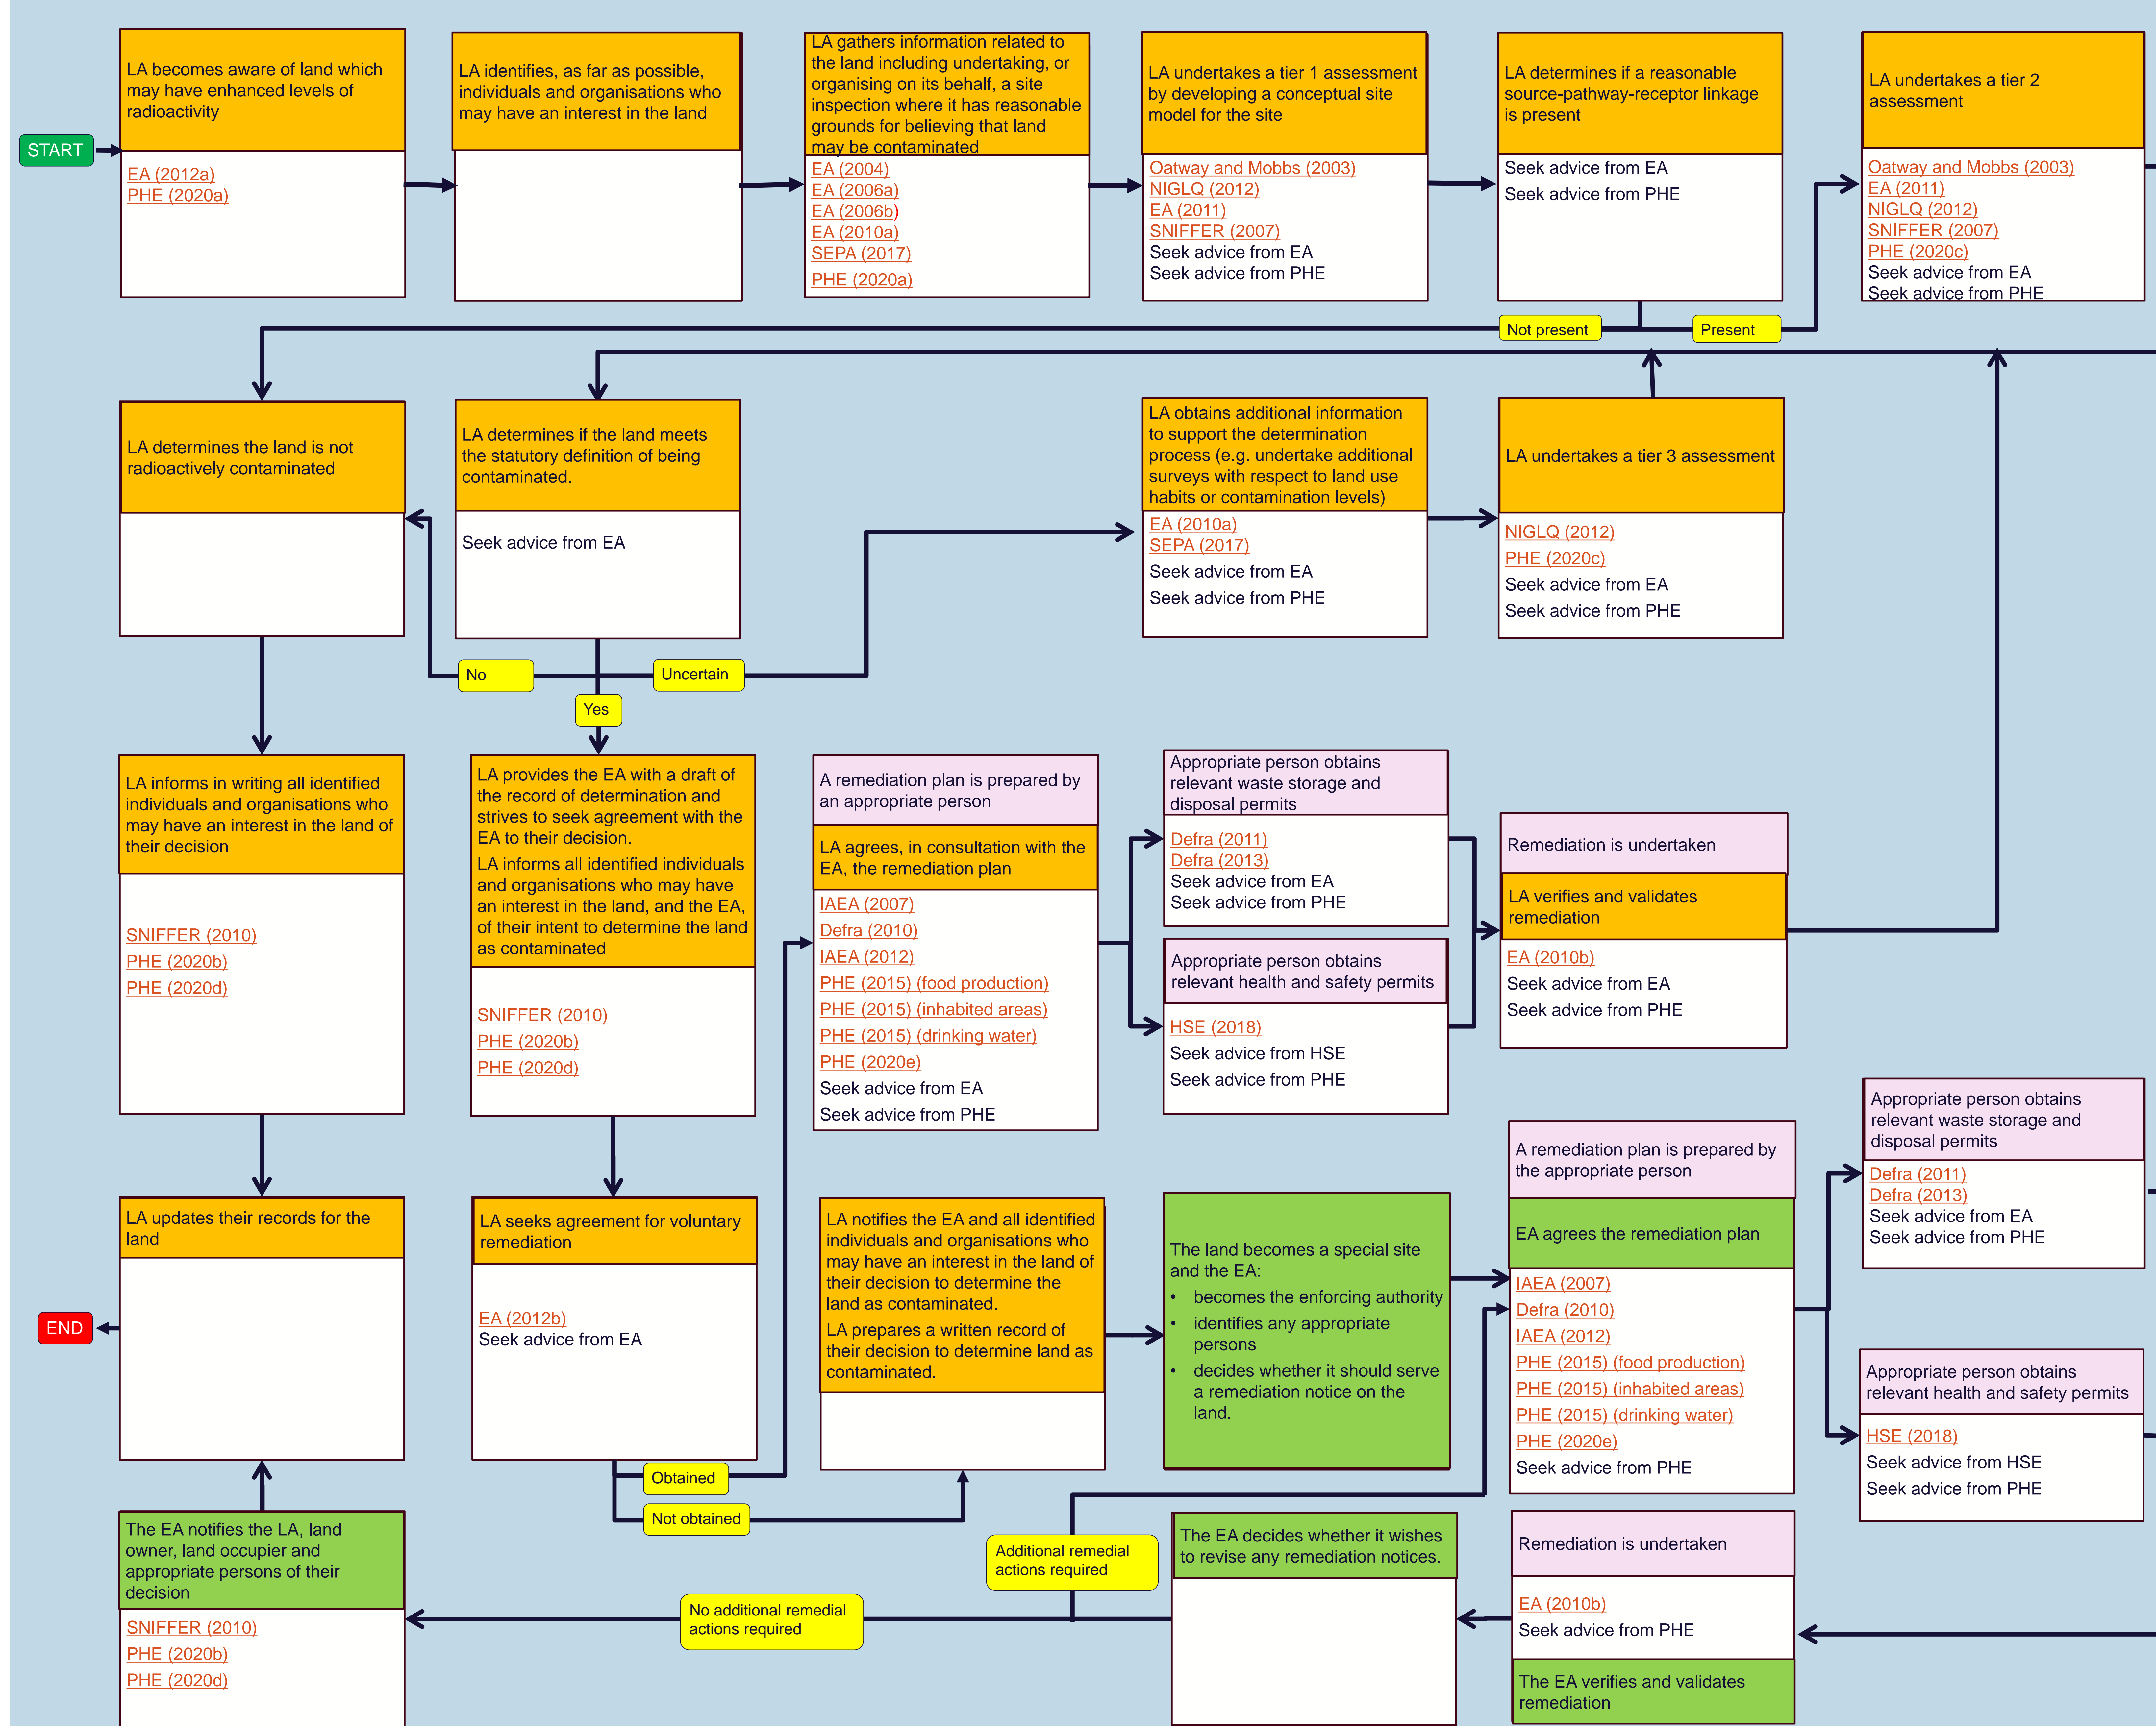 START
LA becomes aware of land which
may have enhanced levels of
radioactivity
EA (2012a)
PHE (2020a)
LA identifies, as far as possible,
individuals and organisations who
may have an interest in the land
LA gathers information related to
the land including undertaking, or
organising on its behalf, a site
inspection where it has reasonable
grounds for believing that land
may be contaminated
EA (2004)
EA (2006a)
EA (2006b)
EA (2010a)
SEPA (2017)
PHE (2020a)
LA undertakes a tier 1 assessment
by developing a conceptual site
model for the site
Oatway and Mobbs (2003)
NIGLQ (2012)
EA (2011)
SNIFFER (2007)
Seek advice from EA
Seek advice from PHE
LA determines if a reasonable
source-pathway-receptor linkage
is present
Seek advice from EA
Seek advice from PHE
LA undertakes a tier 2
assessment
Oatway and Mobbs (2003)
EA (2011)
NIGLQ (2012)
SNIFFER (2007)
PHE (2020c)
Seek advice from EA
Seek advice from PHE
Not present
Present
LA determines the land is not
radioactively contaminated
LA determines if the land meets
the statutory definition of being
contaminated.
Seek advice from EA
LA obtains additional information
to support the determination
process (e.g. undertake additional
surveys with respect to land use
habits or contamination levels)
EA (2010a)
SEPA (2017)
Seek advice from EA
Seek advice from PHE
LA undertakes a tier 3 assessment
NIGLQ (2012)
PHE (2020c)
Seek advice from EA
Seek advice from PHE
No
Uncertain
Yes
LA informs in writing all identified
individuals and organisations who
may have an interest in the land of
their decision
SNIFFER (2010)
PHE (2020b)
PHE (2020d)
LA provides the EA with a draft of
the record of determination and
strives to seek agreement with the
EA to their decision.
LA informs all identified individuals
and organisations who may have
an interest in the land, and the EA,
of their intent to determine the land
as contaminated
SNIFFER (2010)
PHE (2020b)
PHE (2020d)
A remediation plan is prepared by
an appropriate person
LA agrees, in consultation with the
EA, the remediation plan
IAEA (2007)
Defra (2010)
IAEA (2012)
PHE (2015) (food production)
PHE (2015) (inhabited areas)
PHE (2015) (drinking water)
PHE (2020e)
Seek advice from EA
Seek advice from PHE
Appropriate person obtains
relevant waste storage and
disposal permits
Defra (2011)
Defra (2013)
Seek advice from EA
Seek advice from PHE
Appropriate person obtains
relevant health and safety permits
HSE (2018)
Seek advice from HSE
Seek advice from PHE
Remediation is undertaken
LA verifies and validates
remediation
EA (2010b)
Seek advice from EA
Seek advice from PHE
LA updates their records for the
land
END
LA seeks agreement for voluntary
remediation
EA (2012b)
Seek advice from EA
LA notifies the EA and all identified
individuals and organisations who
may have an interest in the land of
their decision to determine the
land as contaminated.
LA prepares a written record of
their decision to determine land as
contaminated.
The land becomes a special site
and the EA:
• becomes the enforcing authority
• identifies any appropriate
persons
• decides whether it should serve
a remediation notice on the
land.
A remediation plan is prepared by
the appropriate person
EA agrees the remediation plan
IAEA (2007)
Defra (2010)
IAEA (2012)
PHE (2015) (food production)
PHE (2015) (inhabited areas)
PHE (2015) (drinking water)
PHE (2020e)
Seek advice from PHE
Appropriate person obtains
relevant waste storage and
disposal permits
Defra (2011)
Defra (2013)
Seek advice from EA
Seek advice from PHE
Appropriate person obtains
relevant health and safety permits
HSE (2018)
Seek advice from HSE
Seek advice from PHE
Obtained
Not obtained
The EA notifies the LA, land
owner, land occupier and
appropriate persons of their
decision
SNIFFER (2010)
PHE (2020b)
PHE (2020d)
No additional remedial
actions required
Additional remedial
actions required
The EA decides whether it wishes
to revise any remediation notices.
Remediation is undertaken
EA (2010b)
Seek advice from PHE
The EA verifies and validates
remediation